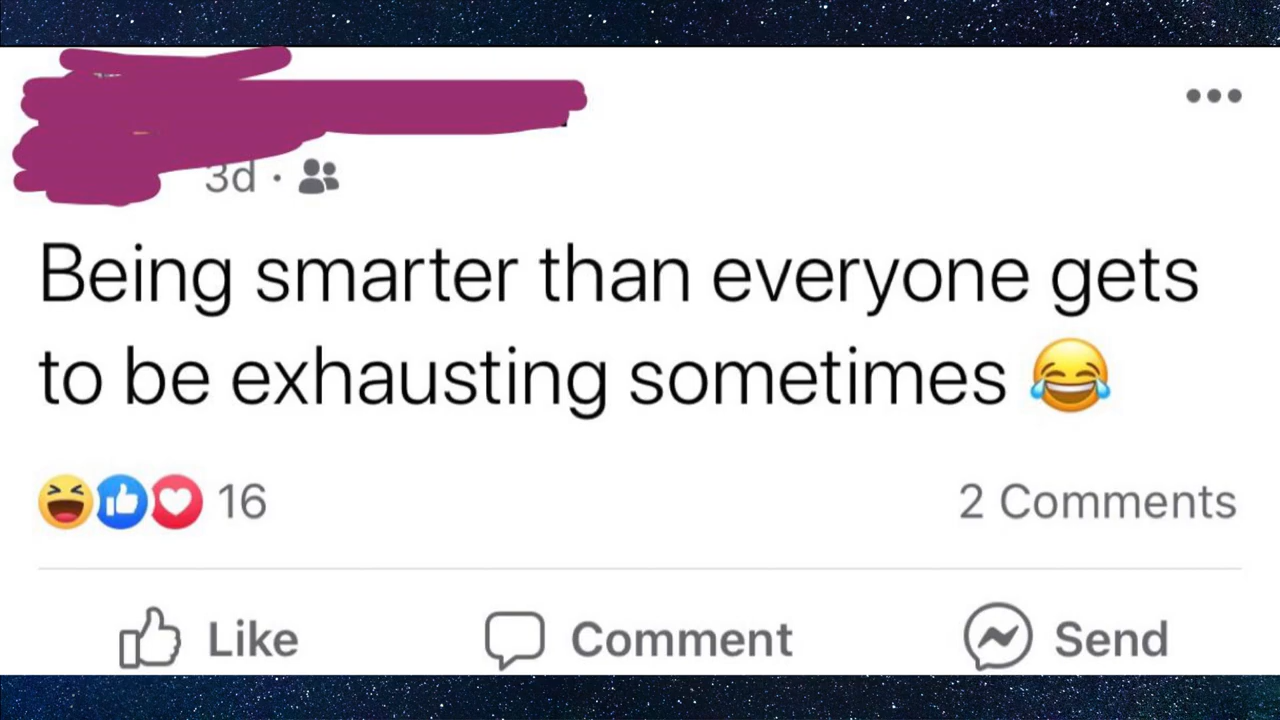 3d ·
Being smarter than everyone gets
to be exhausting sometimes 😂
16
2 Comments
Like
Comment
Send